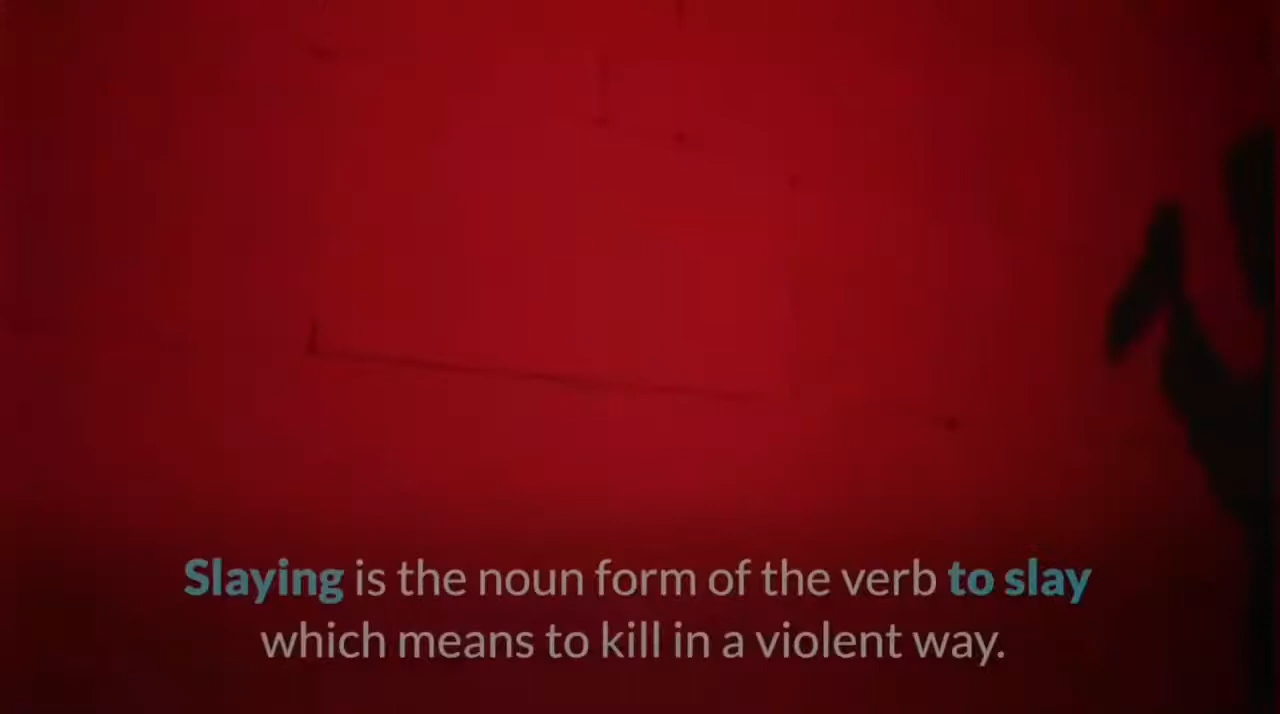 Slaying is the noun form of the verb to slay
which means to kill in a violent way.